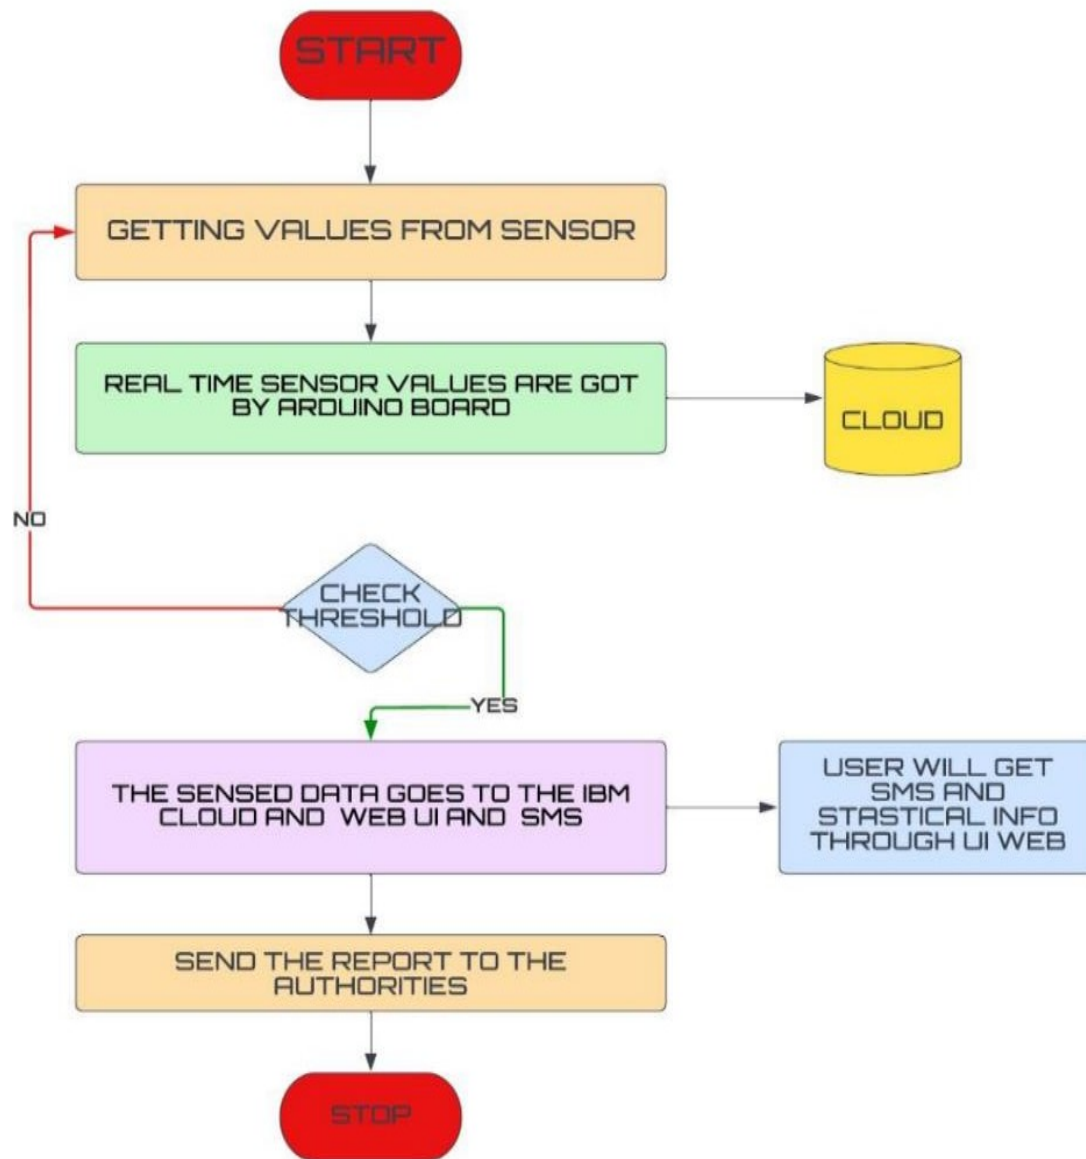 START
GETTING VALUES FROM SENSOR
REAL TIME SENSOR VALUES ARE GOT
BY ARDUINO BOARD
CLOUD
NO
CHECK
THRESHOLD
YES
THE SENSED DATA GOES TO THE IBM
CLOUD AND WEB UI AND SMS
USER WILL GET
SMS AND
STASTICAL INFO
THROUGH UI WEB
SEND THE REPORT TO THE
AUTHORITIES
STOP